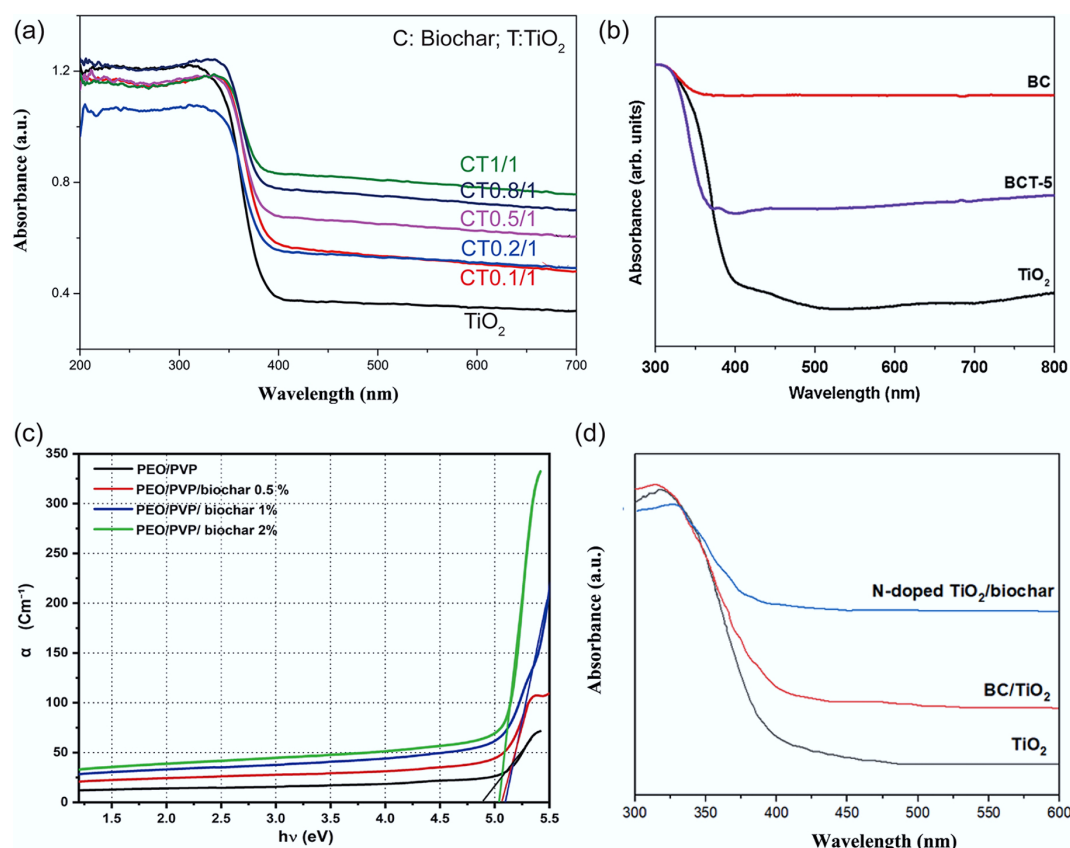 (a)
C: Biochar; T:TiO₂
1.2
0.8
0.4
Absorbance (a.u.)
CT1/1
CT0.8/1
CT0.5/1
CT0.2/1
CT0.1/1
TiO₂
200 300 400 500 600 700
Wavelength (nm)
(b)
Absorbance (arb. units)
BC
BCT-5
TiO₂
300 400 500 600 700 800
Wavelength (nm)
(c)
350
300
250
200
150
100
50
0
α (Cm⁻¹)
PEO/PVP
PEO/PVP/biochar 0.5 %
PEO/PVP/ biochar 1%
PEO/PVP/ biochar 2%
1.5 2.0 2.5 3.0 3.5 4.0 4.5 5.0 5.5
hν (eV)
(d)
Absorbance (a.u.)
N-doped TiO₂/biochar
BC/TiO₂
TiO₂
300 350 400 450 500 550 600
Wavelength (nm)